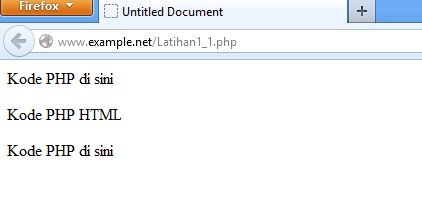 Firefox
Untitled Document
www.example.net/Latihan1_1.php
Kode PHP di sini
Kode PHP HTML
Kode PHP di sini